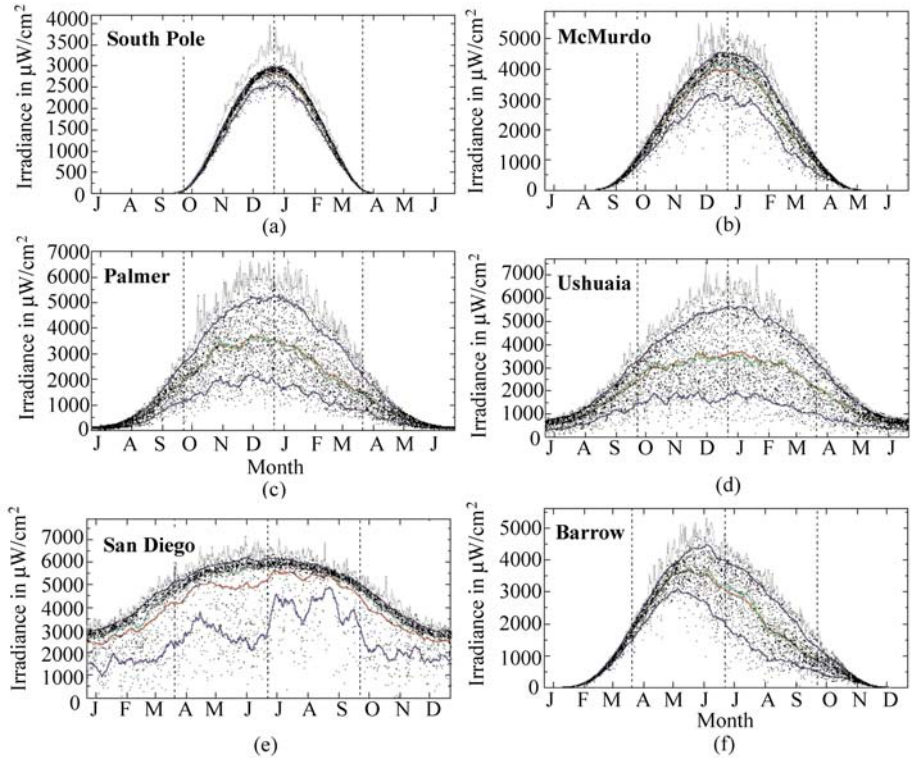 South Pole
Irradiance in μW/cm²
4000
3500
3000
2500
2000
1500
1000
500
0
J A S O N D J F M A M J
(a)
McMurdo
Irradiance in μW/cm²
5000
4000
3000
2000
1000
0
J A S O N D J F M A M J
(b)
Palmer
Irradiance in μW/cm²
7000
6000
5000
4000
3000
2000
1000
0
J A S O N D J F M A M J
Month
(c)
Ushuaia
Irradiance in μW/cm²
7000
6000
5000
4000
3000
2000
1000
0
J A S O N D J F M A M J
(d)
San Diego
Irradiance in μW/cm²
7000
6000
5000
4000
3000
2000
1000
0
J F M A M J J A S O N D
(e)
Barrow
Irradiance in μW/cm²
5000
4000
3000
2000
1000
0
J F M A M J J A S O N D
Month
(f)